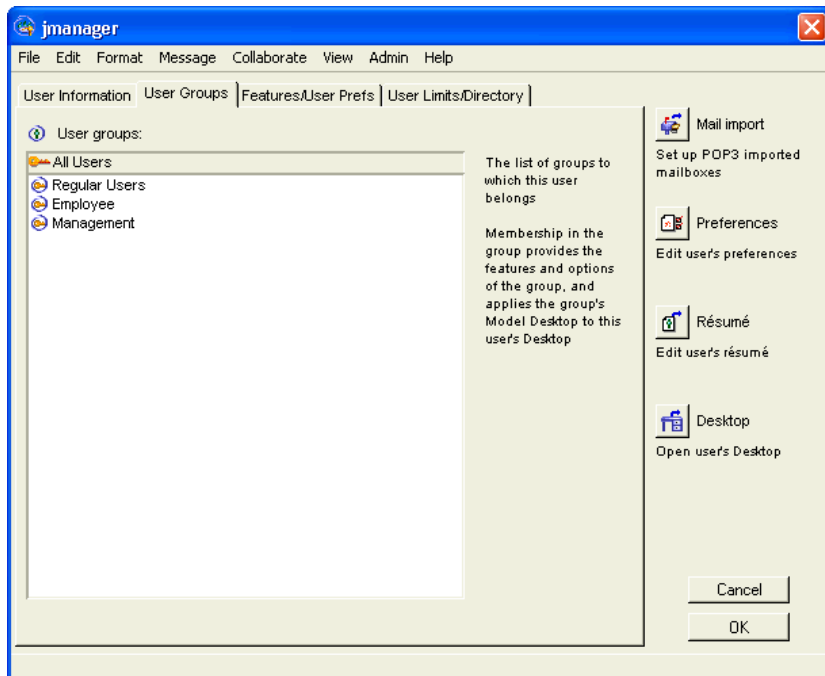 jmanager
File Edit Format Message Collaborate View Admin Help
User Information User Groups Features/User Prefs User Limits/Directory
User groups:
All Users
Regular Users
Employee
Management
The list of groups to
which this user
belongs
Membership in the
group provides the
features and options
of the group, and
applies the group's
Model Desktop to this
user's Desktop
Mail import
Set up POP3 imported
mailboxes
Preferences
Edit user's preferences
Résumé
Edit user's résumé
Desktop
Open user's Desktop
Cancel
OK